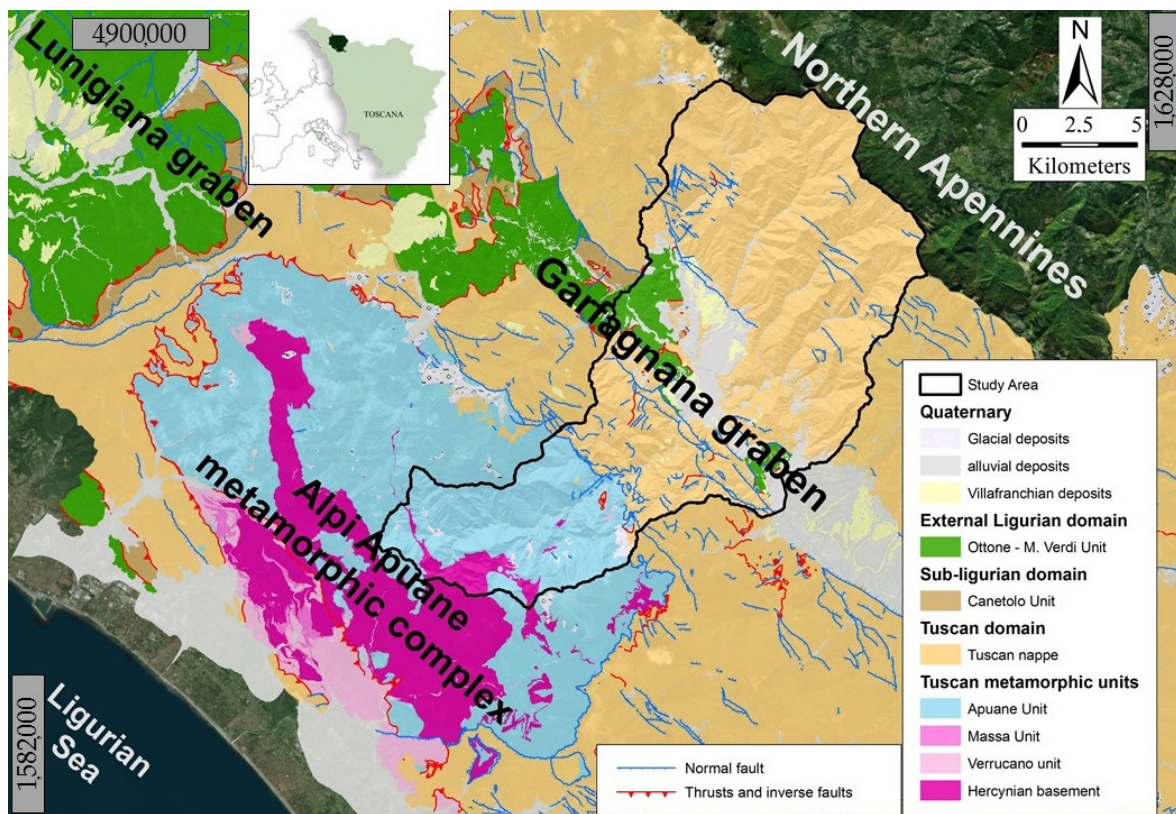 4,900,000
1,628,000
Lunigiana graben
TOSCANA
Northern Apennines
N
0 2.5 5
Kilometers
Garfagnana graben
Alpi Apuane
metamorphic complex
Ligurian
Sea
1,582,000
Study Area
Quaternary
Glacial deposits
alluvial deposits
Villafranchian deposits
External Ligurian domain
Ottone - M. Verdi Unit
Sub-ligurian domain
Canetolo Unit
Tuscan domain
Tuscan nappe
Tuscan metamorphic units
Apuane Unit
Massa Unit
Verrucano unit
Hercynian basement
Normal fault
Thrusts and inverse faults